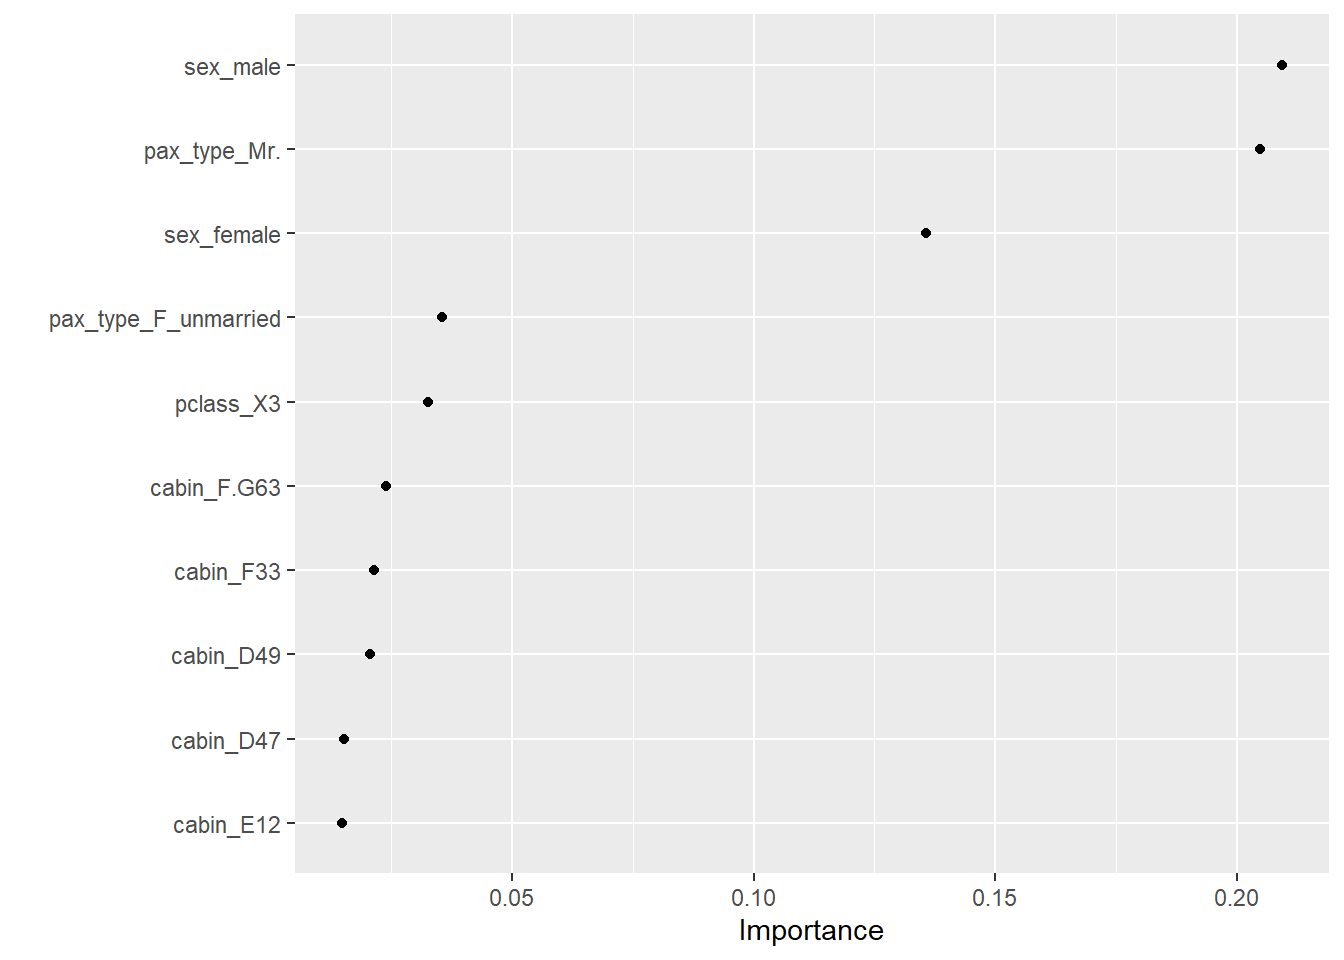 sex_male
pax_type_Mr.
sex_female
pax_type_F_unmarried
pclass_X3
cabin_F.G63
cabin_F33
cabin_D49
cabin_D47
cabin_E12
0.05 0.10 0.15 0.20
Importance